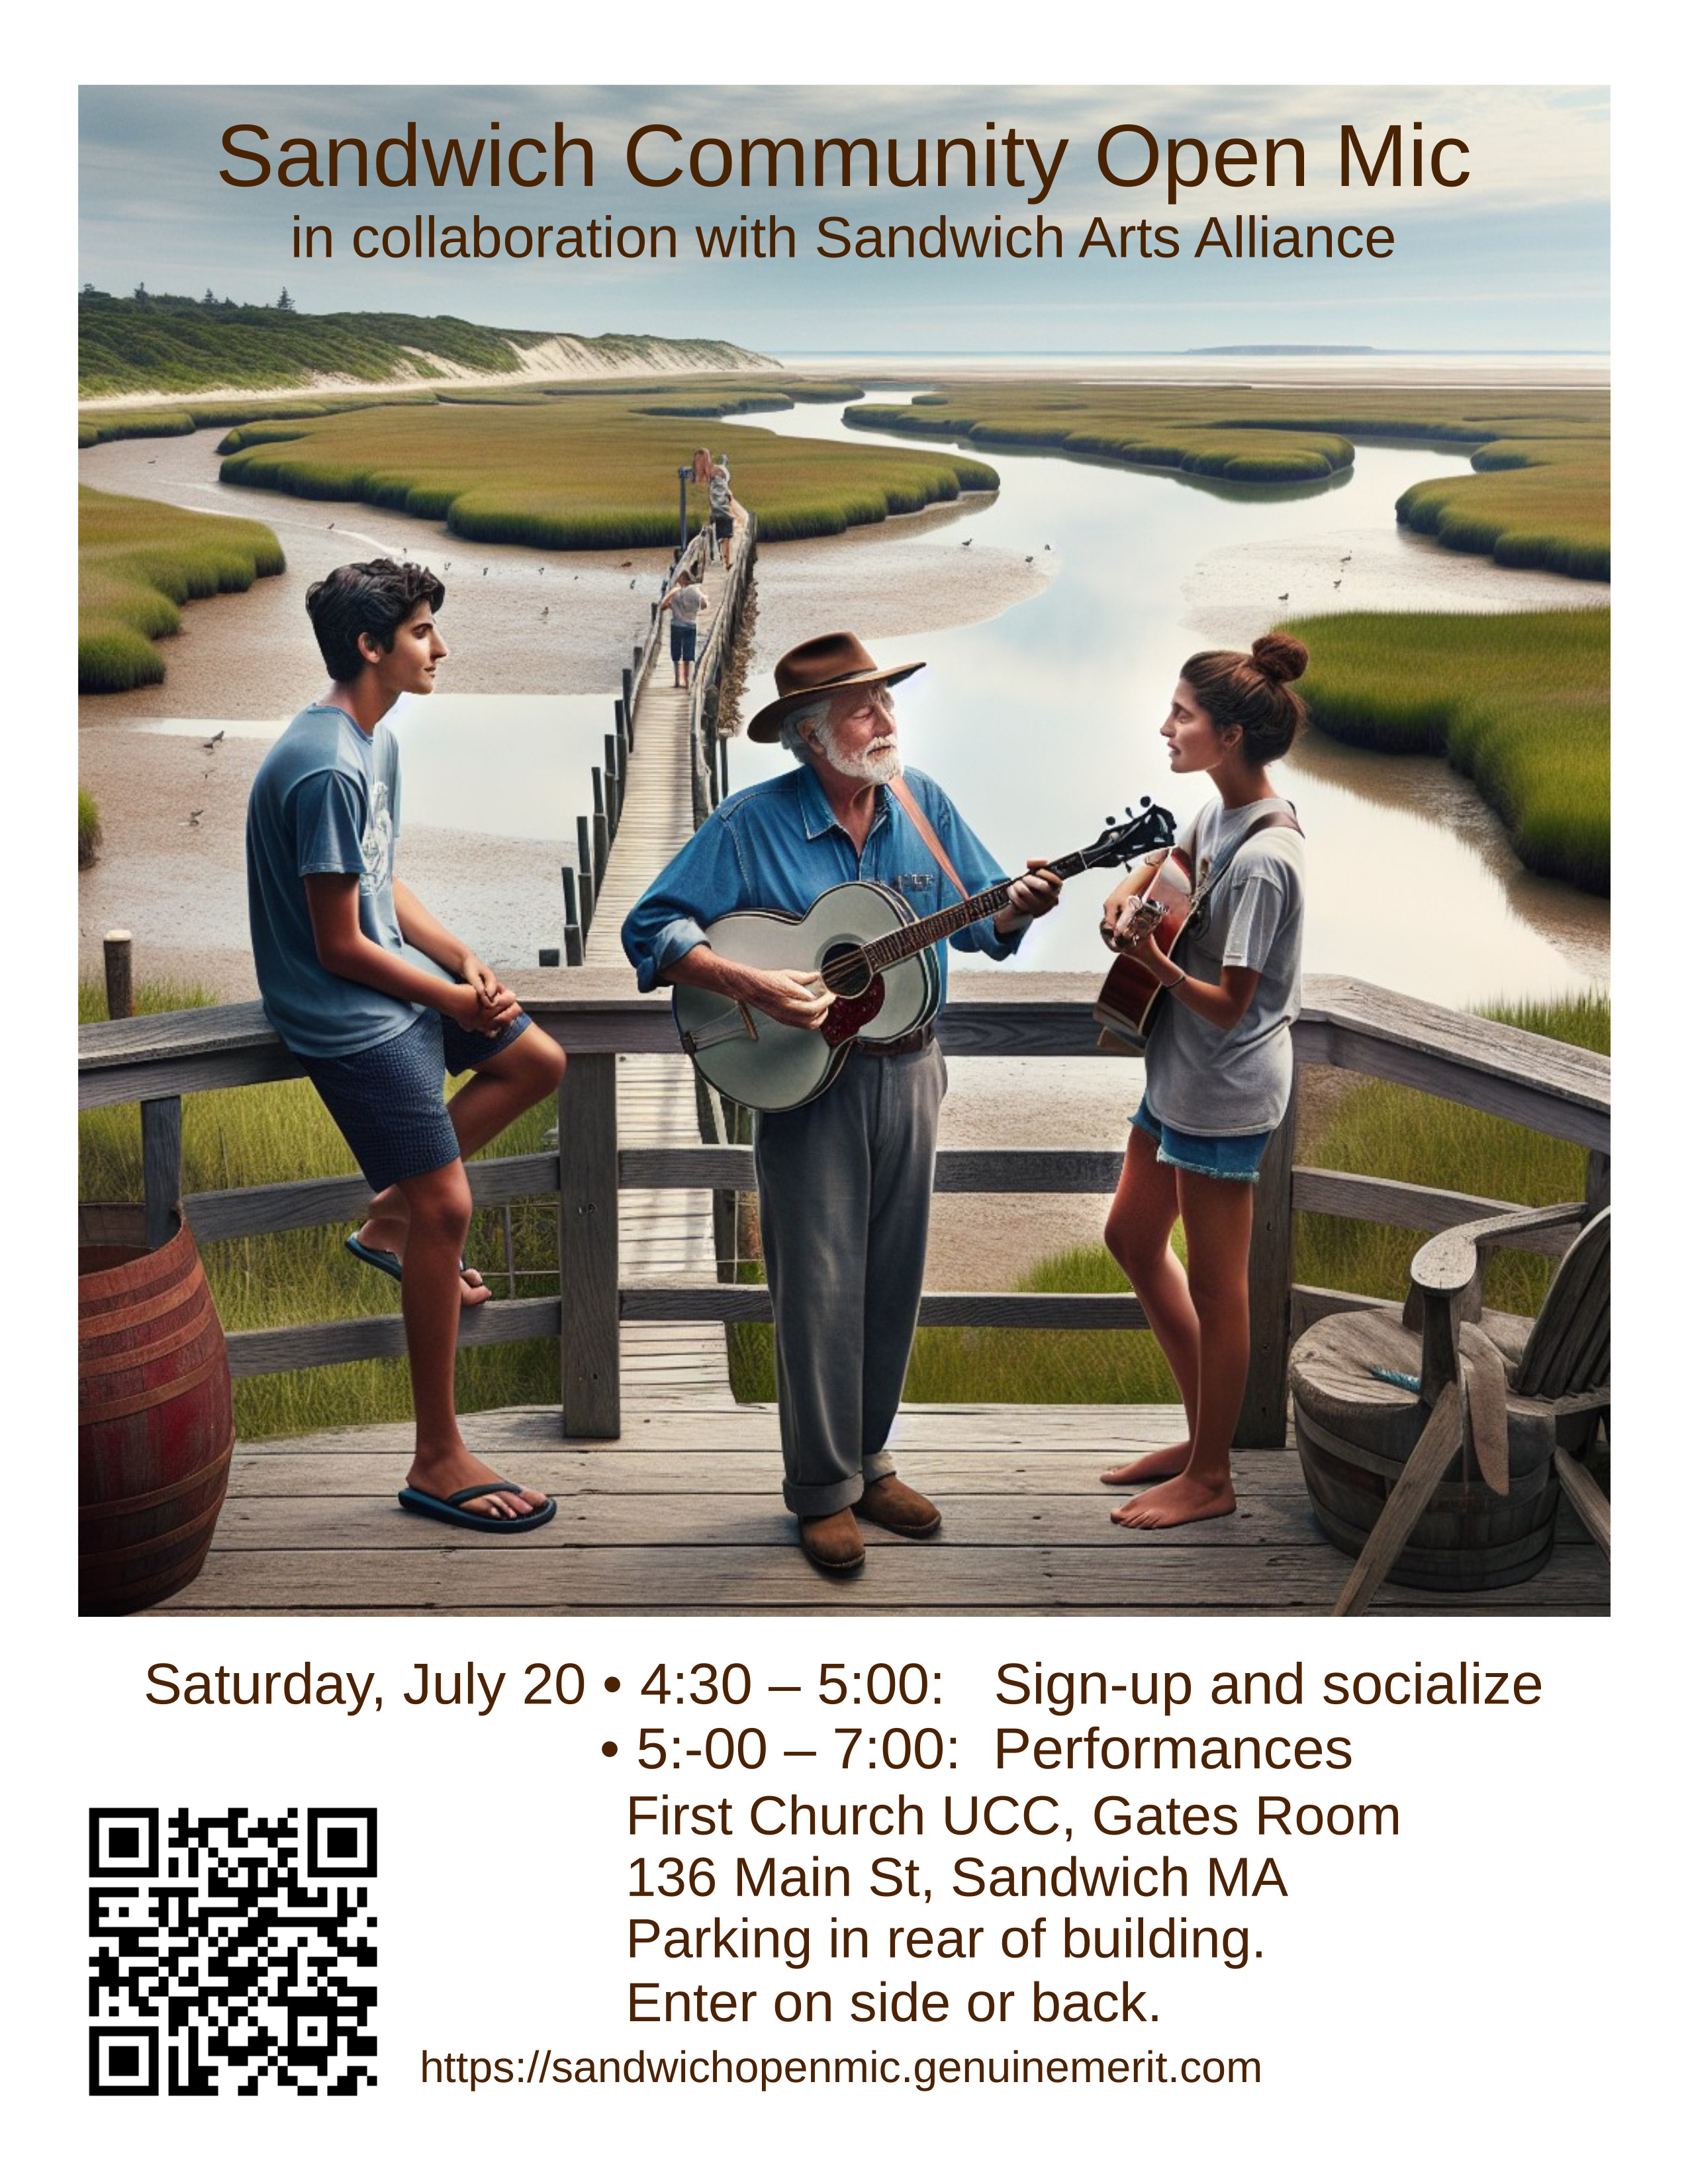 Sandwich Community Open Mic
in collaboration with Sandwich Arts Alliance
Saturday, July 20 • 4:30 – 5:00: Sign-up and socialize
• 5:-00 – 7:00: Performances
First Church UCC, Gates Room
136 Main St, Sandwich MA
Parking in rear of building.
Enter on side or back.
https://sandwichopenmic.genuinemerit.com